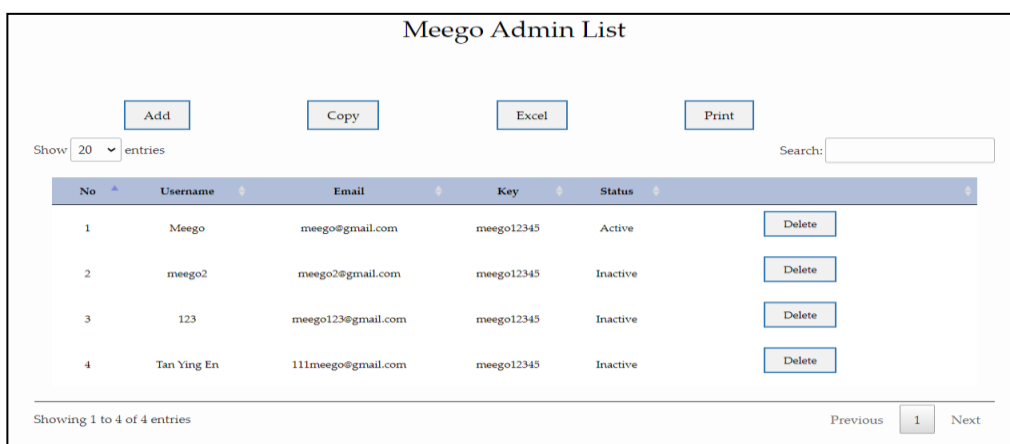 Meego Admin List
Add Copy Excel Print
Show 20 entries Search:
No Username Email Key Status
1 Meego meego@gmail.com meego12345 Active Delete
2 meego2 meego2@gmail.com meego12345 Inactive Delete
3 123 meego123@gmail.com meego12345 Inactive Delete
4 Tan Ying En 111meego@gmail.com meego12345 Inactive Delete
Showing 1 to 4 of 4 entries Previous 1 Next